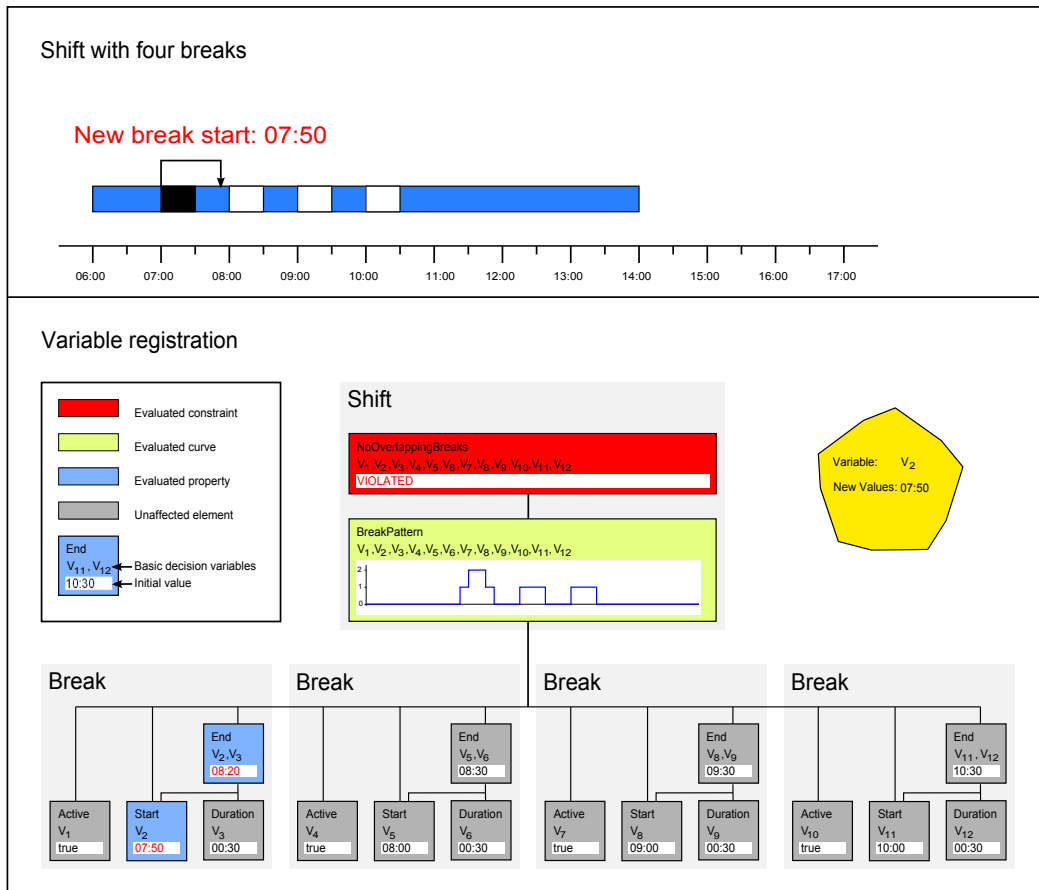 Shift with four breaks
New break start: 07:50
06:00 07:00 08:00 09:00 10:00 11:00 12:00 13:00 14:00 15:00 16:00 17:00
Variable registration
Evaluated constraint
Evaluated curve
Evaluated property
Unaffected element
End
V11, V12
Basic decision variables
10:30
Initial value
Shift
NoOverlappingBreaks
V1,V2,V3,V4,V5,V6,V7,V8,V9,V10,V11,V12
VIOLATED
BreakPattern
V1,V2,V3,V4,V5,V6,V7,V8,V9,V10,V11,V12
2
1
0
Variable: V2
New Values: 07:50
Break
End
V2,V3
08:20
Active
V1
true
Start
V2
07:50
Duration
V3
00:30
Break
End
V5,V6
08:30
Active
V4
true
Start
V5
08:00
Duration
V6
00:30
Break
End
V8,V9
09:30
Active
V7
true
Start
V8
09:00
Duration
V9
00:30
Break
End
V11, V12
10:30
Active
V10
true
Start
V11
10:00
Duration
V12
00:30